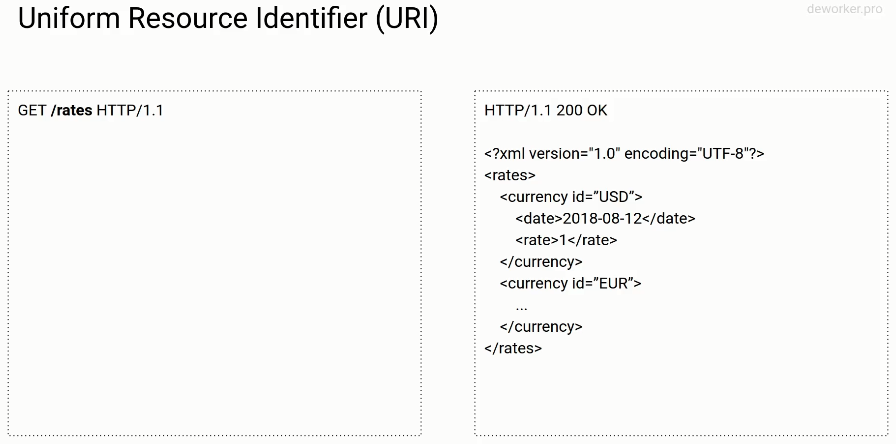 Uniform Resource Identifier (URI)
deworker.pro
GET /rates HTTP/1.1
HTTP/1.1 200 OK
<?xml version="1.0" encoding="UTF-8"?>
<rates>
<currency id=”USD”>
<date>2018-08-12</date>
<rate>1</rate>
</currency>
<currency id=”EUR”>
...
</currency>
</rates>